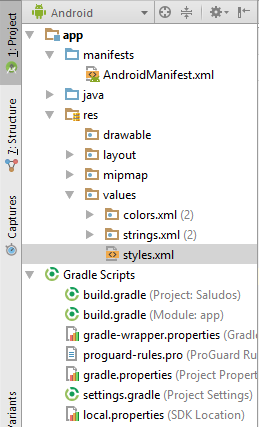 Android
app
manifests
AndroidManifest.xml
java
res
drawable
layout
mipmap
values
colors.xml (2)
strings.xml (2)
styles.xml
Gradle Scripts
build.gradle (Project: Saludos)
build.gradle (Module: app)
gradle-wrapper.properties (Gradle
proguard-rules.pro (ProGuard Ru
gradle.properties (Project Propert
settings.gradle (Project Settings)
local.properties (SDK Location)
1: Project
7: Structure
Captures
Variants